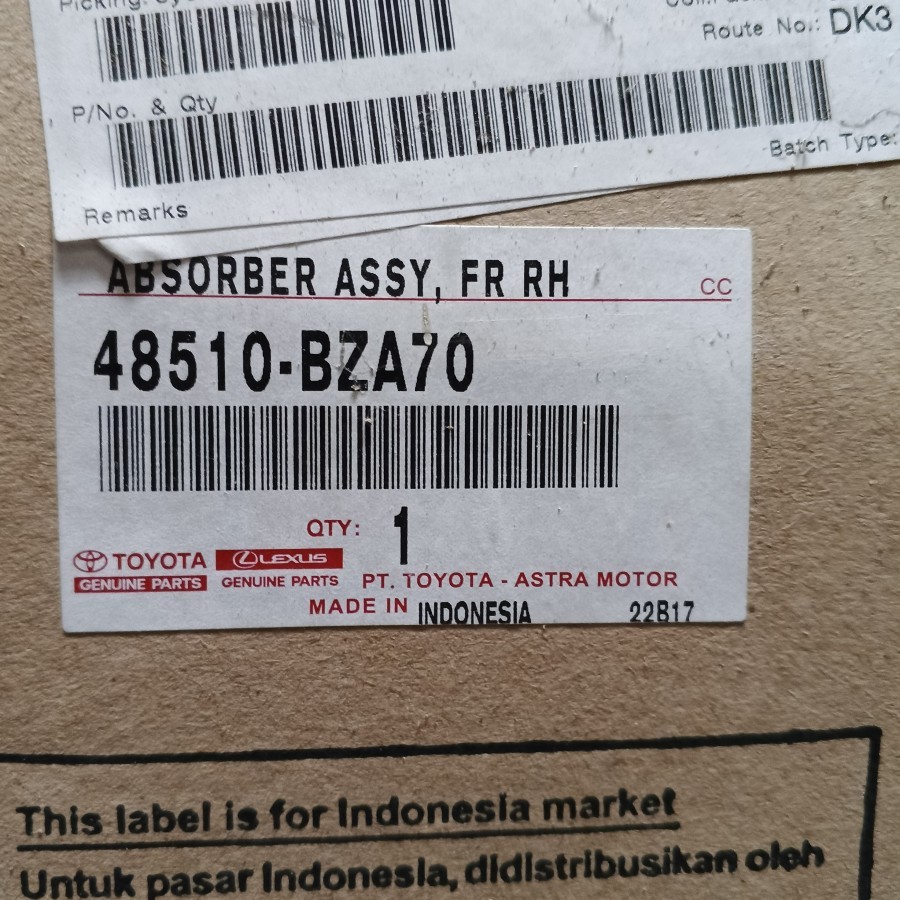 Picking:
Route No.: DK3
P/No. & Qty
Batch Type:
Remarks
ABSORBER ASSY, FR RH
CC
48510-BZA70
QTY: 1
TOYOTA LEXUS
GENUINE PARTS GENUINE PARTS PT. TOYOTA - ASTRA MOTOR
MADE IN INDONESIA 22B17
This label is for Indonesia market
Untuk pasar Indonesia, didistribusikan oleh